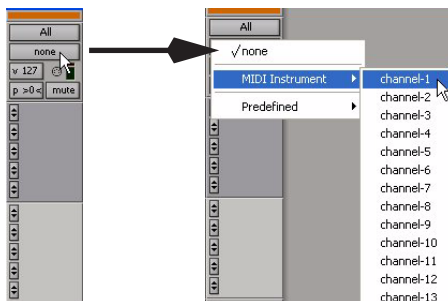 All
none
v 127
p >0<
mute
All
√none
MIDI Instrument
Predefined
channel-1
channel-2
channel-3
channel-4
channel-5
channel-6
channel-7
channel-8
channel-9
channel-10
channel-11
channel-12
channel-13